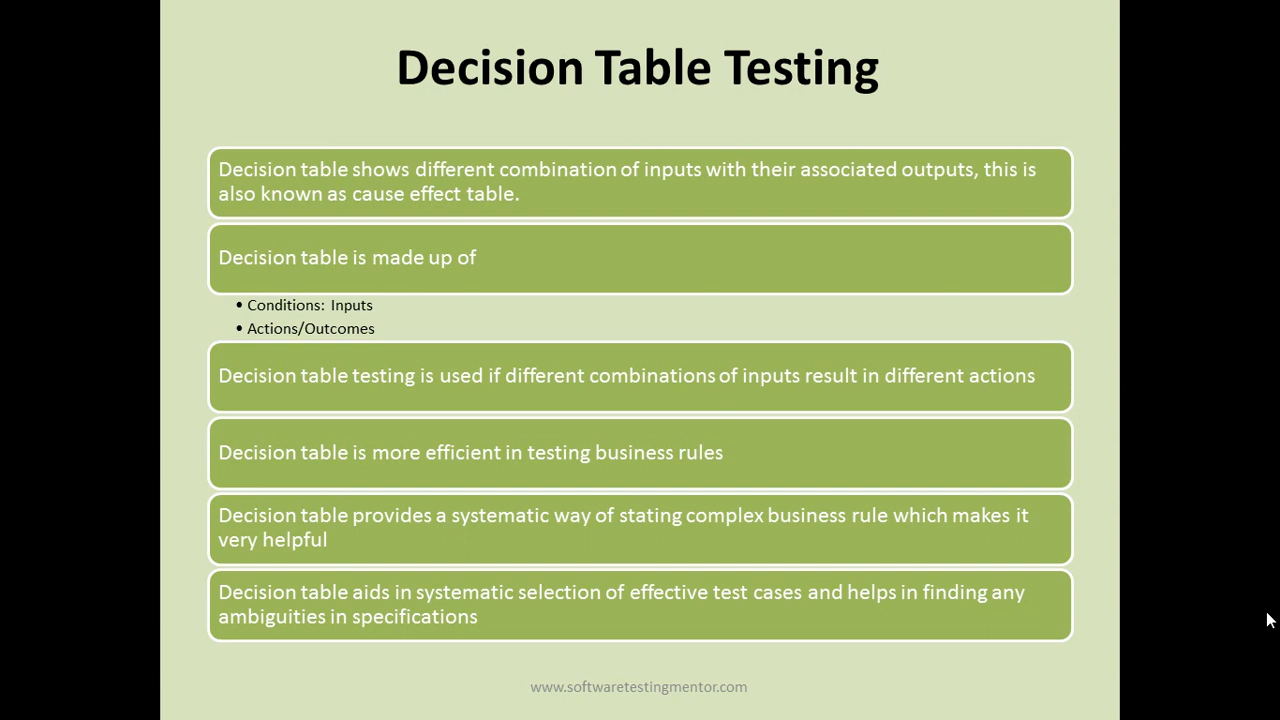 Decision Table Testing
Decision table shows different combination of inputs with their associated outputs, this is
also known as cause effect table.
Decision table is made up of
• Conditions: Inputs
• Actions/Outcomes
Decision table testing is used if different combinations of inputs result in different actions
Decision table is more efficient in testing business rules
Decision table provides a systematic way of stating complex business rule which makes it
very helpful
Decision table aids in systematic selection of effective test cases and helps in finding any
ambiguities in specifications
www.softwaretestingmentor.com